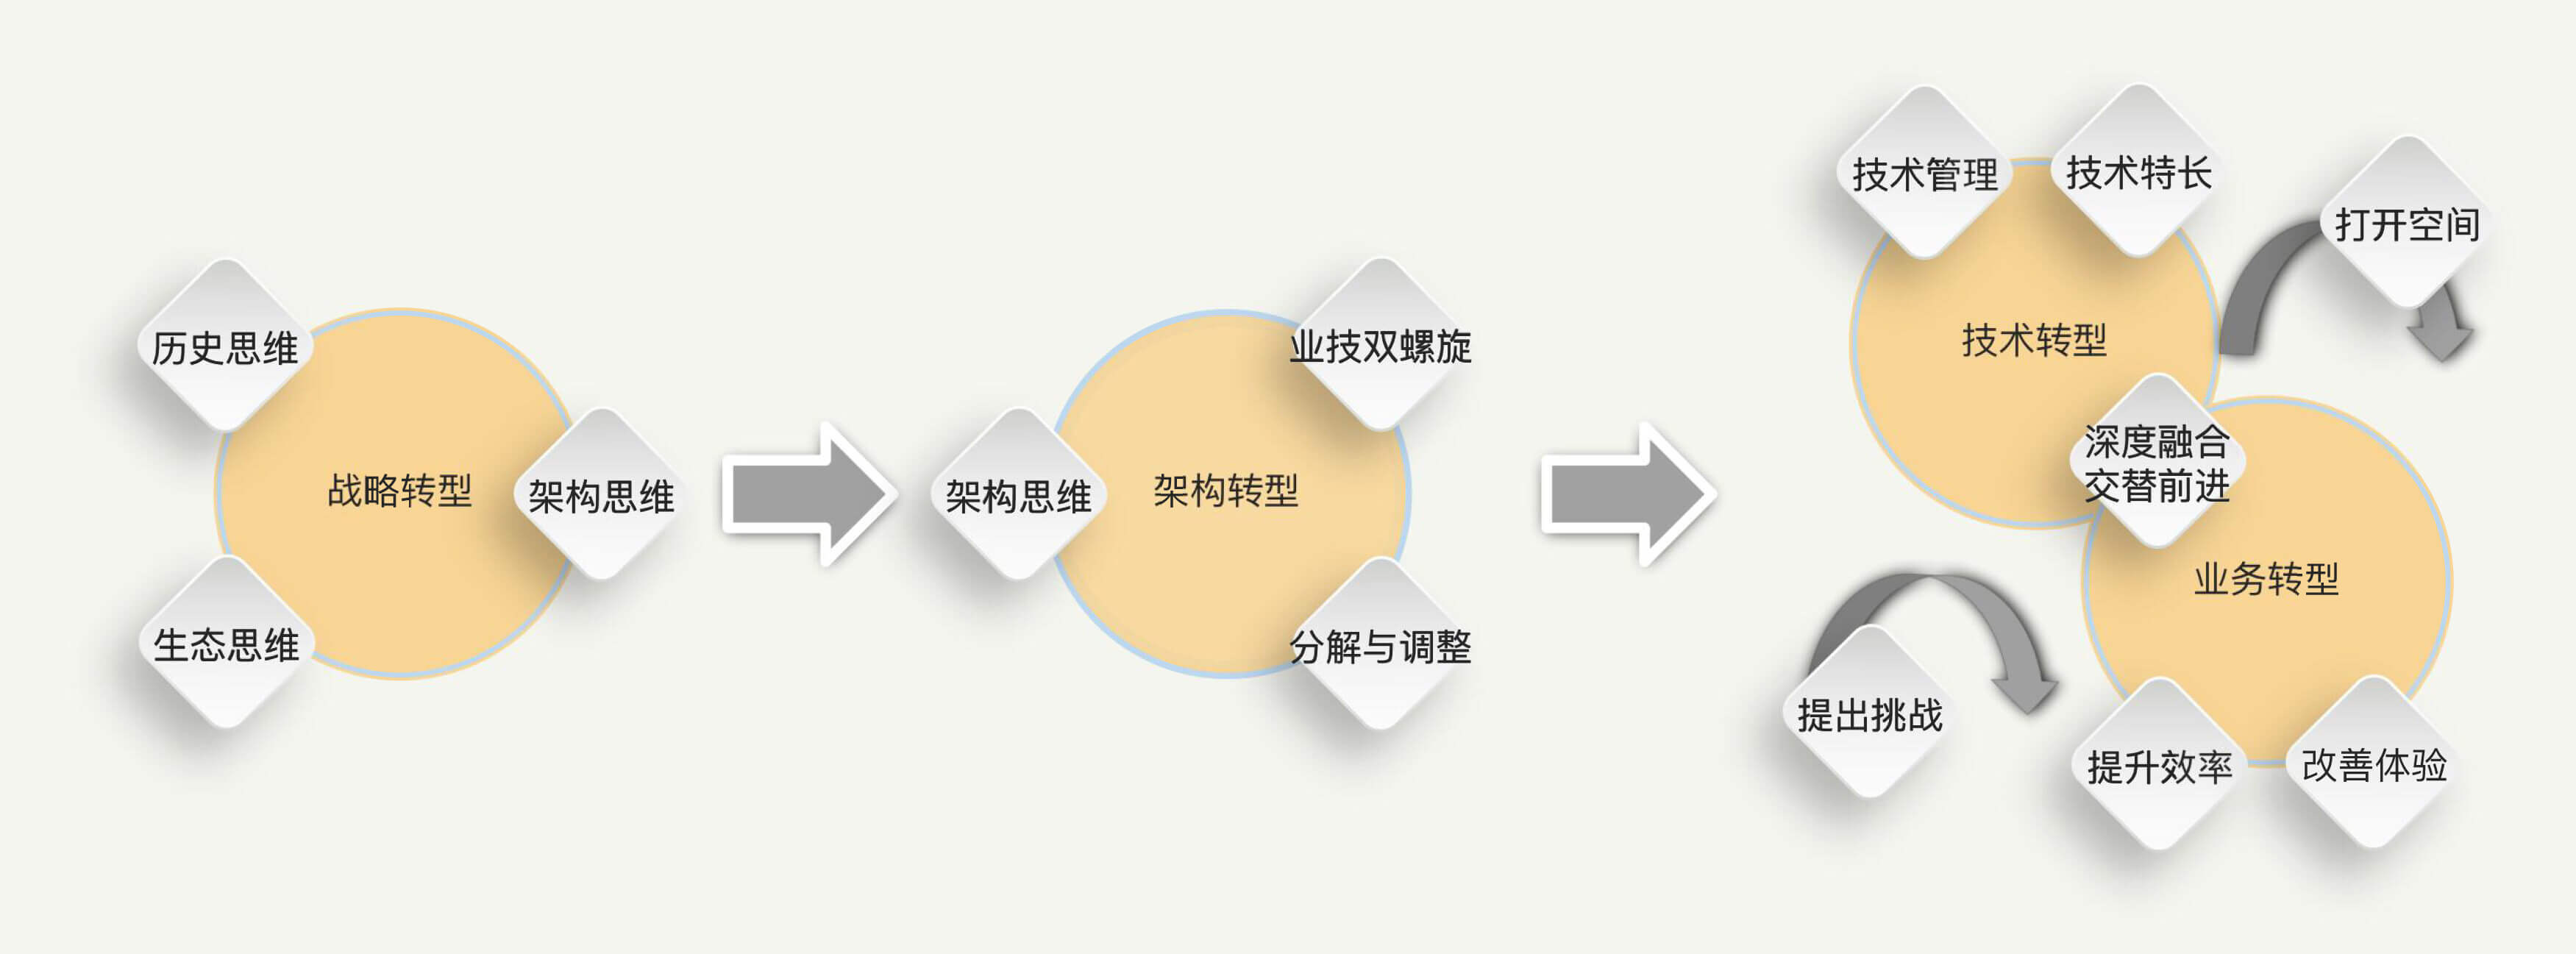 历史思维
战略转型
架构思维
生态思维
架构思维
架构转型
业技双螺旋
分解与调整
技术管理
技术特长
打开空间
技术转型
深度融合
交替前进
业务转型
提出挑战
提升效率
改善体验